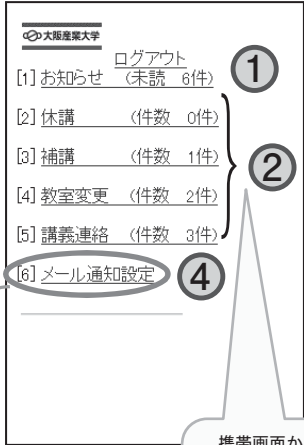 大阪産業大学
ログアウト
[1] お知らせ (未読 6件)
①
[2] 休講 (件数 0件)
[3] 補講 (件数 1件)
②
[4] 教室変更 (件数 2件)
[5] 講義連絡 (件数 3件)
[6] メール通知設定
④
携帯画面か